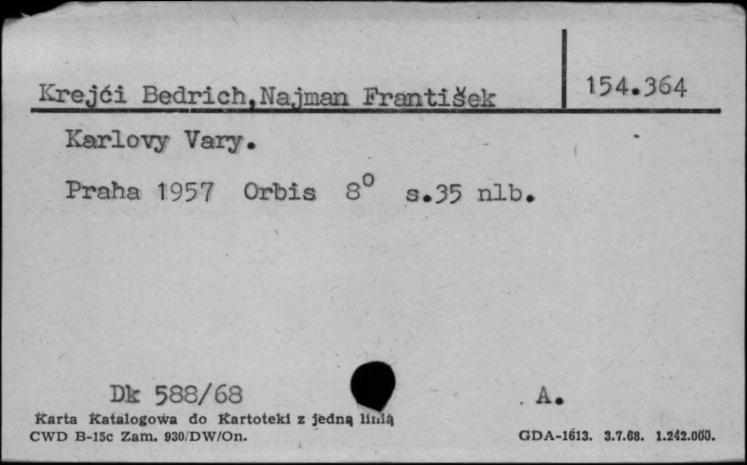 Krejći Bedrich,Najman František
154.364
Karlovy Vary.
Praha 1957 Orbis 8° s.35 nlb.
Dk 588/68
A.
Karta Katalogowa do Kartoteki z jedną linią
CWD B-15c Zam. 930/DW/On.
GDA-1613. 3.7.68. 1.242.000.